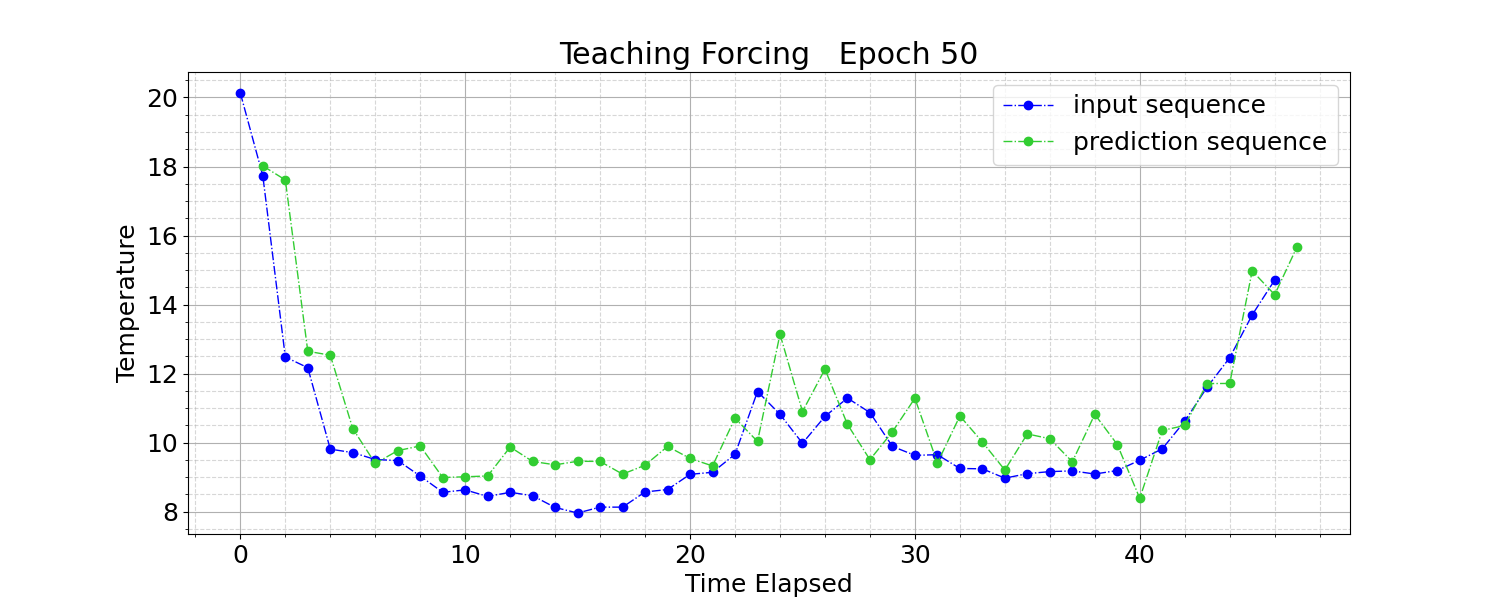 Teaching Forcing   Epoch 50
input sequence
prediction sequence
Temperature
20
18
16
14
12
10
8
0 10 20 30 40
Time Elapsed